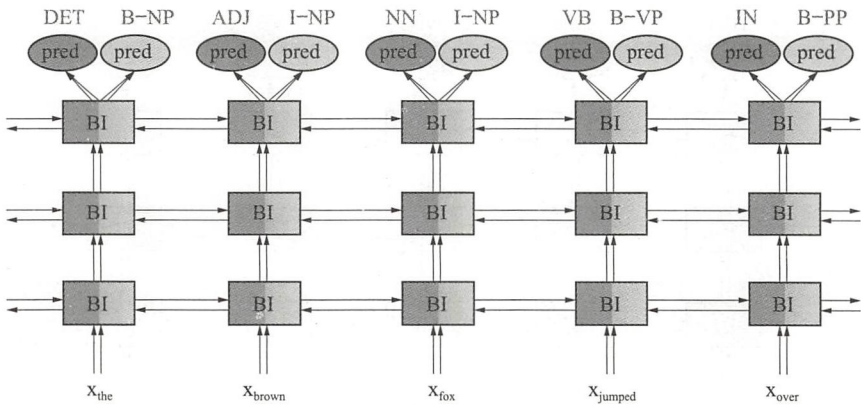 DET B-NP ADJ I-NP NN I-NP VB B-VP IN B-PP
pred pred pred pred pred pred pred pred pred pred
BI BI BI BI BI
BI BI BI BI BI
BI BI BI BI BI
x_the x_brown x_fox x_jumped x_over